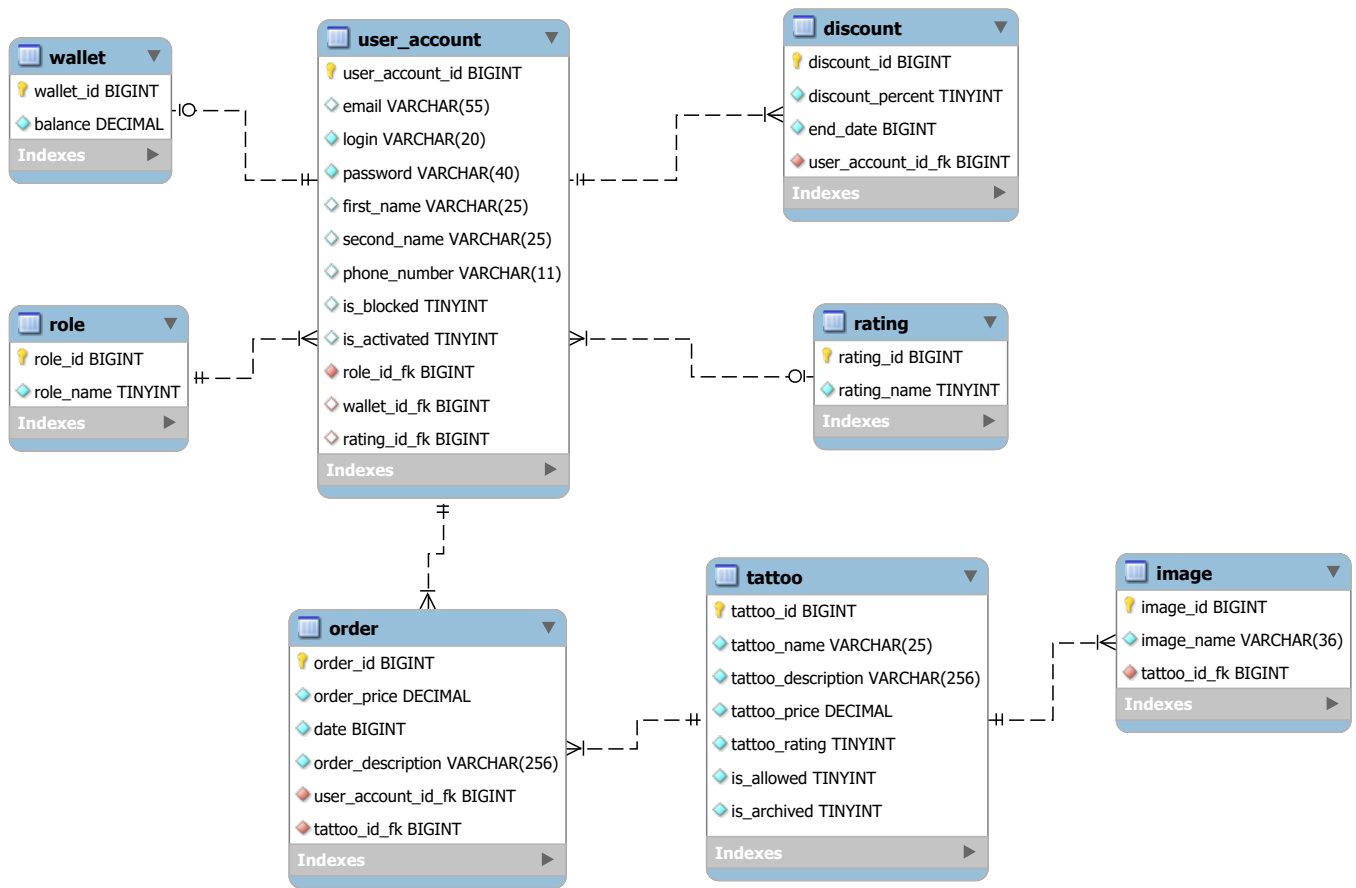 wallet
wallet_id BIGINT
balance DECIMAL
Indexes
user_account
user_account_id BIGINT
email VARCHAR(55)
login VARCHAR(20)
password VARCHAR(40)
first_name VARCHAR(25)
second_name VARCHAR(25)
phone_number VARCHAR(11)
is_blocked TINYINT
is_activated TINYINT
role_id_fk BIGINT
wallet_id_fk BIGINT
rating_id_fk BIGINT
Indexes
discount
discount_id BIGINT
discount_percent TINYINT
end_date BIGINT
user_account_id_fk BIGINT
Indexes
role
role_id BIGINT
role_name TINYINT
Indexes
rating
rating_id BIGINT
rating_name TINYINT
Indexes
order
order_id BIGINT
order_price DECIMAL
date BIGINT
order_description VARCHAR(256)
user_account_id_fk BIGINT
tattoo_id_fk BIGINT
Indexes
tattoo
tattoo_id BIGINT
tattoo_name VARCHAR(25)
tattoo_description VARCHAR(256)
tattoo_price DECIMAL
tattoo_rating TINYINT
is_allowed TINYINT
is_archived TINYINT
Indexes
image
image_id BIGINT
image_name VARCHAR(36)
tattoo_id_fk BIGINT
Indexes